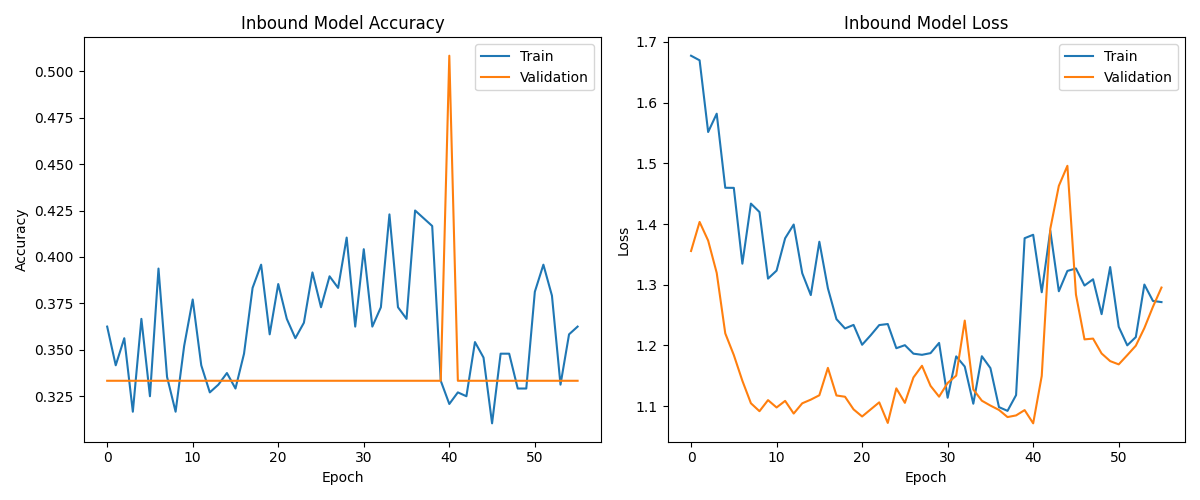 Inbound Model Accuracy
Train
Validation
0.500
0.475
0.450
0.425
0.400
0.375
0.350
0.325
Accuracy
0 10 20 30 40 50
Epoch
Inbound Model Loss
Train
Validation
1.7
1.6
1.5
1.4
1.3
1.2
1.1
Loss
0 10 20 30 40 50
Epoch